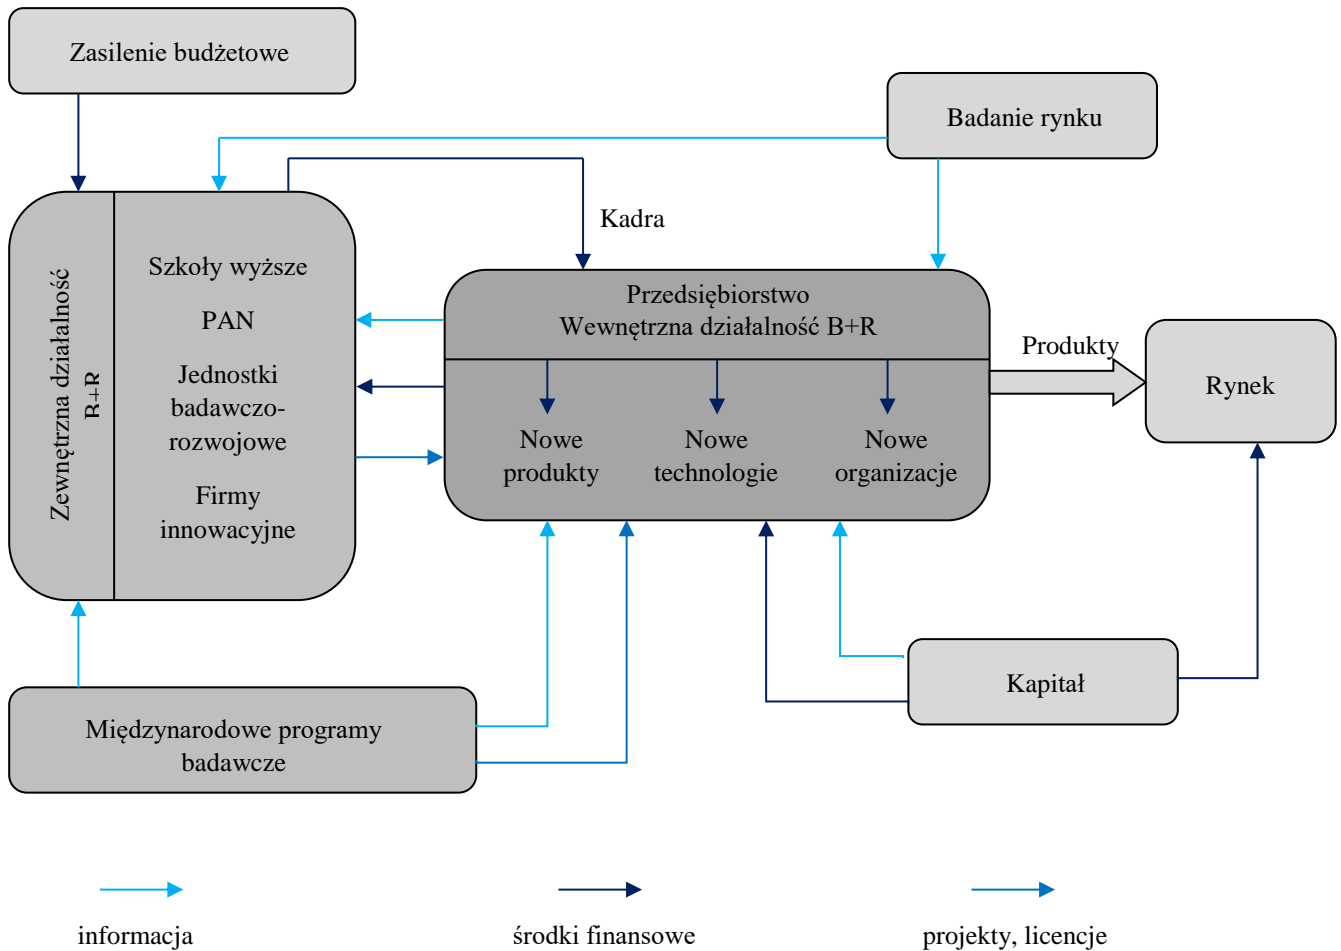 Zasilenie budżetowe
Badanie rynku
Kadra
Zewnętrzna działalność
B+R
Szkoły wyższe
PAN
Jednostki
badawczo-
rozwojowe
Firmy
innowacyjne
Przedsiębiorstwo
Wewnętrzna działalność B+R
Nowe
produkty
Nowe
technologie
Nowe
organizacje
Produkty
Rynek
Kapitał
Międzynarodowe programy
badawcze
informacja
środki finansowe
projekty, licencje